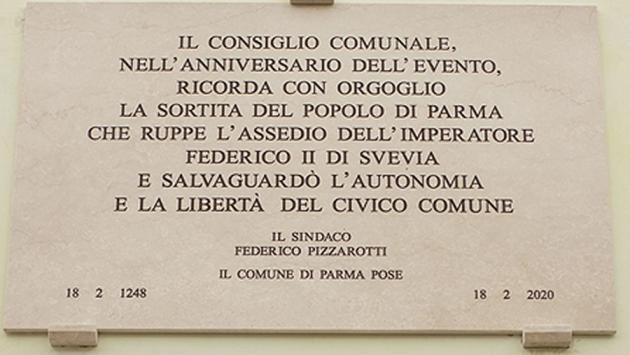 IL CONSIGLIO COMUNALE,
NELL'ANNIVERSARIO DELL'EVENTO,
RICORDA CON ORGOGLIO
LA SORTITA DEL POPOLO DI PARMA
CHE RUPPE L'ASSEDIO DELL'IMPERATORE
FEDERICO II DI SVEVIA
E SALVAGUARDÒ L'AUTONOMIA
E LA LIBERTÀ DEL CIVICO COMUNE
IL SINDACO
FEDERICO PIZZAROTTI
IL COMUNE DI PARMA POSE
18 2 1248 18 2 2020